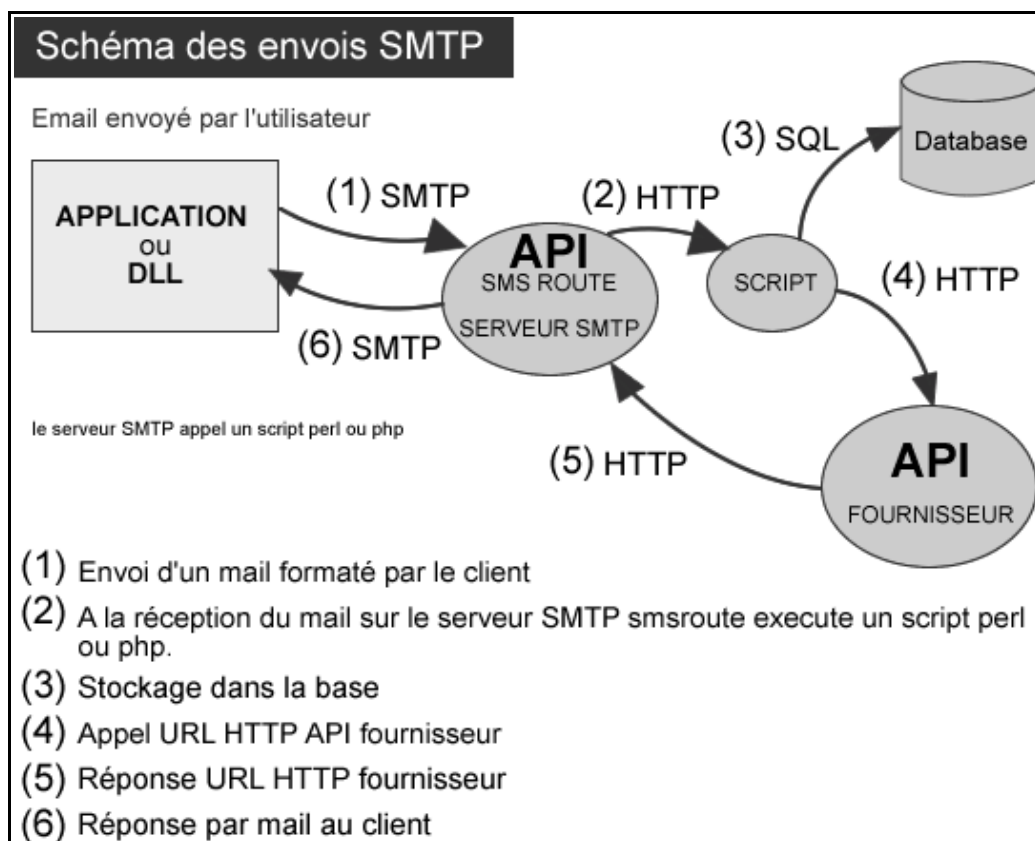 Schéma des envois SMTP
Email envoyé par l'utilisateur
APPLICATION
ou
DLL
(1) SMTP
(2) HTTP
(3) SQL
Database
API
SMS ROUTE
SERVEUR SMTP
SCRIPT
(4) HTTP
(6) SMTP
le serveur SMTP appel un script perl ou php
(5) HTTP
API
FOURNISSEUR
(1) Envoi d'un mail formaté par le client
(2) A la réception du mail sur le serveur SMTP smsroute execute un script perl
ou php.
(3) Stockage dans la base
(4) Appel URL HTTP API fournisseur
(5) Réponse URL HTTP fournisseur
(6) Réponse par mail au client